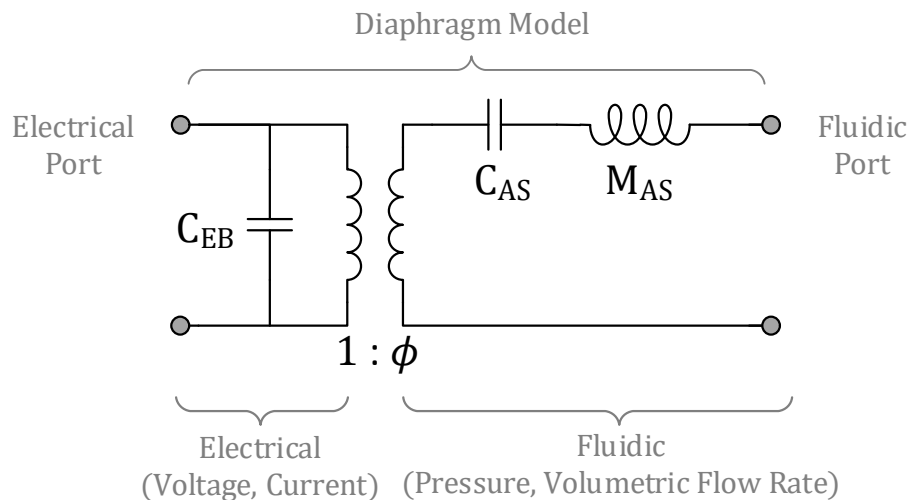 Diaphragm Model
Electrical
Port
Fluidic
Port
C_AS
M_AS
C_EB
1 : ϕ
Electrical
(Voltage, Current)
Fluidic
(Pressure, Volumetric Flow Rate)